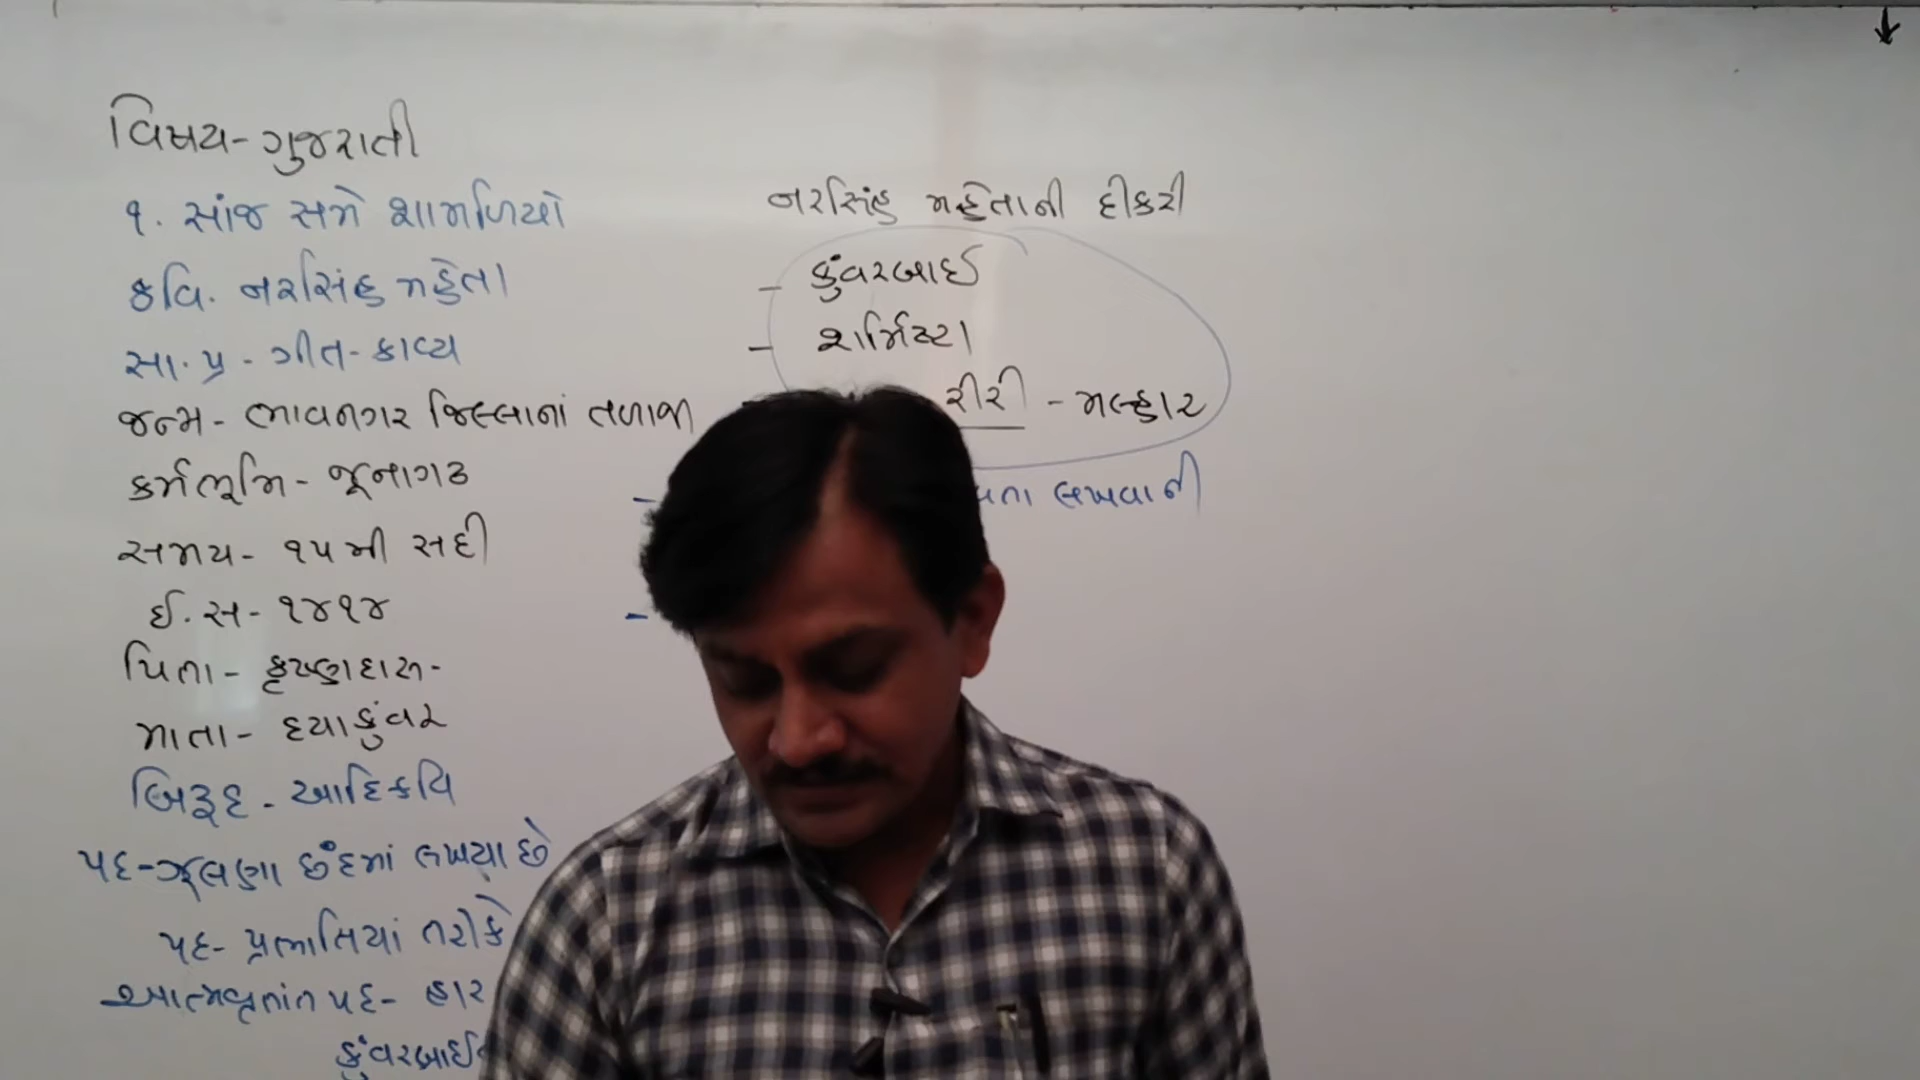 વિષય - ગુજરાતી
૧. સાંજ સમે શામળિયો
કવિ. નરસિંહ મહેતા
સા. પ્ર - ગીત - કાવ્ય
જન્મ - ભાવનગર જિલ્લાનાં તળાજા
કર્મભૂમિ - જૂનાગઢ
સમય - ૧૫ મી સદી
ઈ. સ - ૧૪૧૪
પિતા - કૃષ્ણદાસ -
માતા - દયાકુંવર
બિરૂદ - આદિકવિ
પદ - ઝૂલણા છંદમાં લખ્યા છે
પદ - પ્રભાતિયાં તરીકે
આત્મવૃતાંત પદ - હાર
કુંવરબાઈ
નરસિંહ મહેતાની દીકરી
- કુંવરબાઈ
- શર્મિષ્ટા
રીરી - મલ્હાર
લખવાની